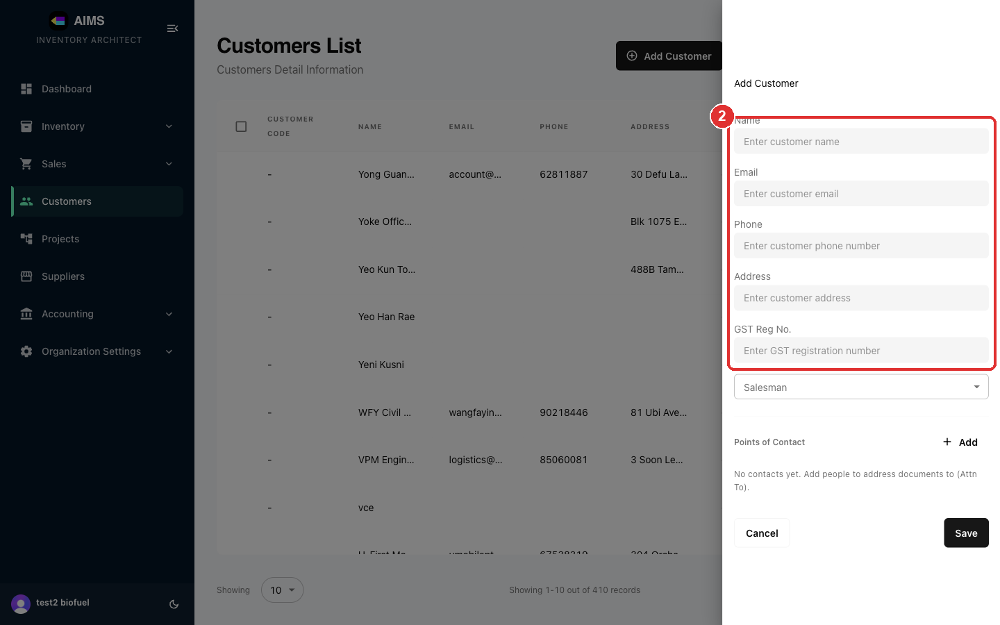 AIMS
INVENTORY ARCHITECT
Dashboard
Inventory
Sales
Customers
Projects
Suppliers
Accounting
Organization Settings
test2 biofuel
Customers List
Customers Detail Information
Add Customer
CUSTOMER CODE NAME EMAIL PHONE ADDRESS
- Yong Guan... account@... 62811887 30 Defu La...
- Yoke Offic... Blk 1075 E...
- Yeo Kun To... 488B Tam...
- Yeo Han Rae
- Yeni Kusni
- WFY Civil ... wangfayin... 90218446 81 Ubi Ave...
- VPM Engin... logistics@... 85060081 3 Soon Le...
- vce
Showing 10 Showing 1-10 out of 410 records
Add Customer
2
Name
Enter customer name
Email
Enter customer email
Phone
Enter customer phone number
Address
Enter customer address
GST Reg No.
Enter GST registration number
Salesman
Points of Contact + Add
No contacts yet. Add people to address documents to (Attn
To).
Cancel Save